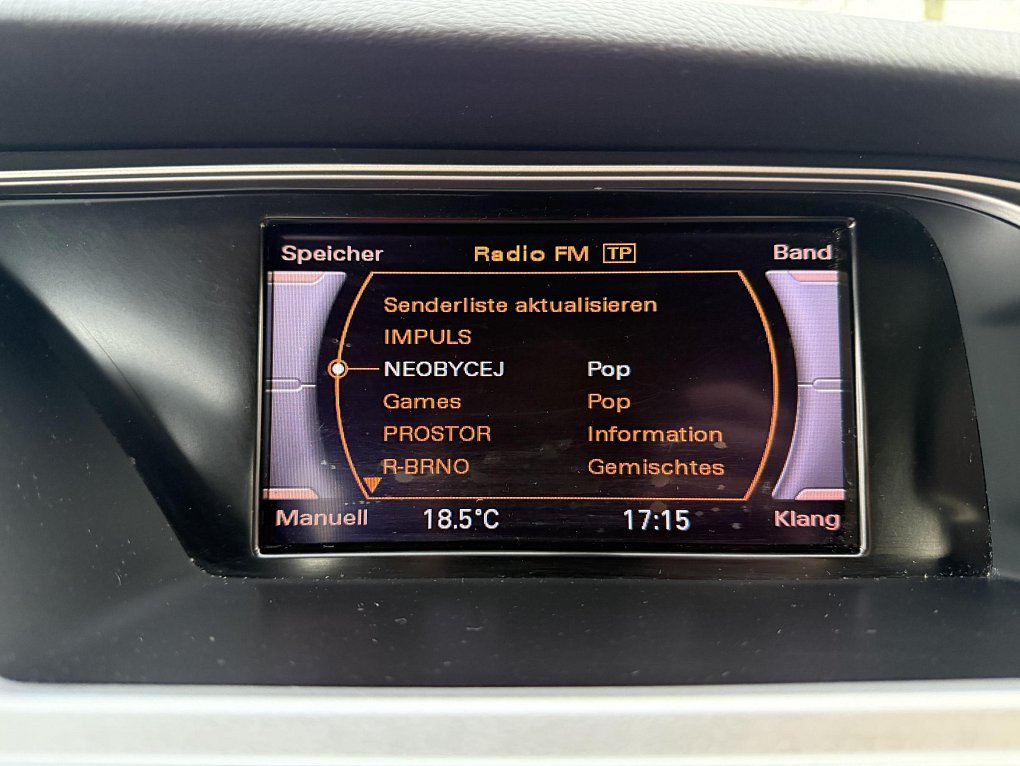 Speicher Radio FM TP Band
Senderliste aktualisieren
IMPULS
NEOBYCEJ Pop
Games Pop
PROSTOR Information
R-BRNO Gemischtes
Manuell 18.5°C 17:15 Klang